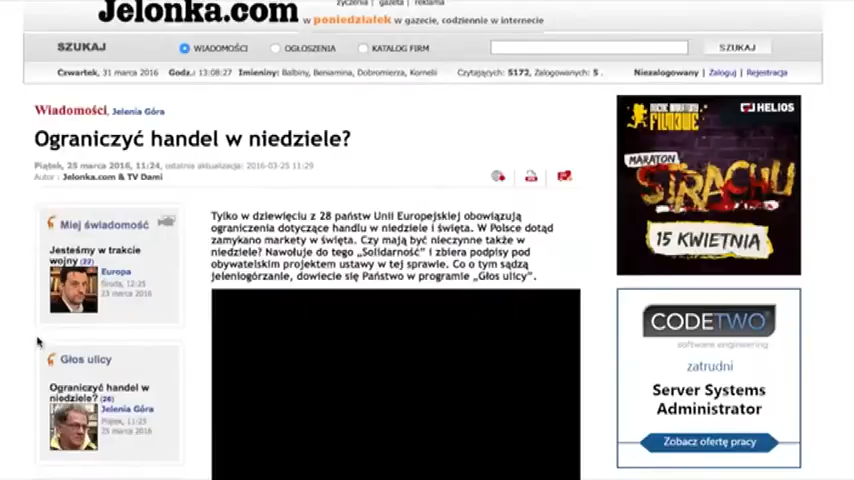 Jelonka.com
życzenia | gazeta | reklama
w poniedziałek w gazecie, codziennie w internecie
SZUKAJ
WIADOMOŚCI
OGŁOSZENIA
KATALOG FIRM
SZUKAJ
Czwartek, 31 marca 2016 Godz.: 13:08:27 Imieniny: Balbiny, Beniamina, Dobromierza, Kornelii Czytających: 5172, Zalogowanych: 5 . Niezalogowany | Zaloguj | Rejestracja
Wiadomości, Jelenia Góra
Ograniczyć handel w niedziele?
Piątek, 25 marca 2016, 11:24, ostatnia aktualizacja: 2016-03-25 11:29
Autor : Jelonka.com & TV Dami
Miej świadomość
Jesteśmy w trakcie
wojny (22)
Europa
Środa, 12:25
23 marca 2016
Głos ulicy
Ograniczyć handel w
niedziele? (26)
Jelenia Góra
Piątek, 11:25
25 marca 2016
Tylko w dziewięciu z 28 państw Unii Europejskiej obowiązują
ograniczenia dotyczące handlu w niedziele i święta. W Polsce dotąd
zamykano markety w święta. Czy mają być nieczynne także w
niedziele? Nawołuje do tego „Solidarność” i zbiera podpisy pod
obywatelskim projektem ustawy w tej sprawie. Co o tym sądzą
jeleniogórzanie, dowiecie się Państwo w programie „Głos ulicy”.
NOCNE MARATONY
FILMOWE
HELIOS
MARATON
STRACHU
15 KWIETNIA
CODETWO
software engineering
zatrudni
Server Systems
Administrator
Zobacz ofertę pracy